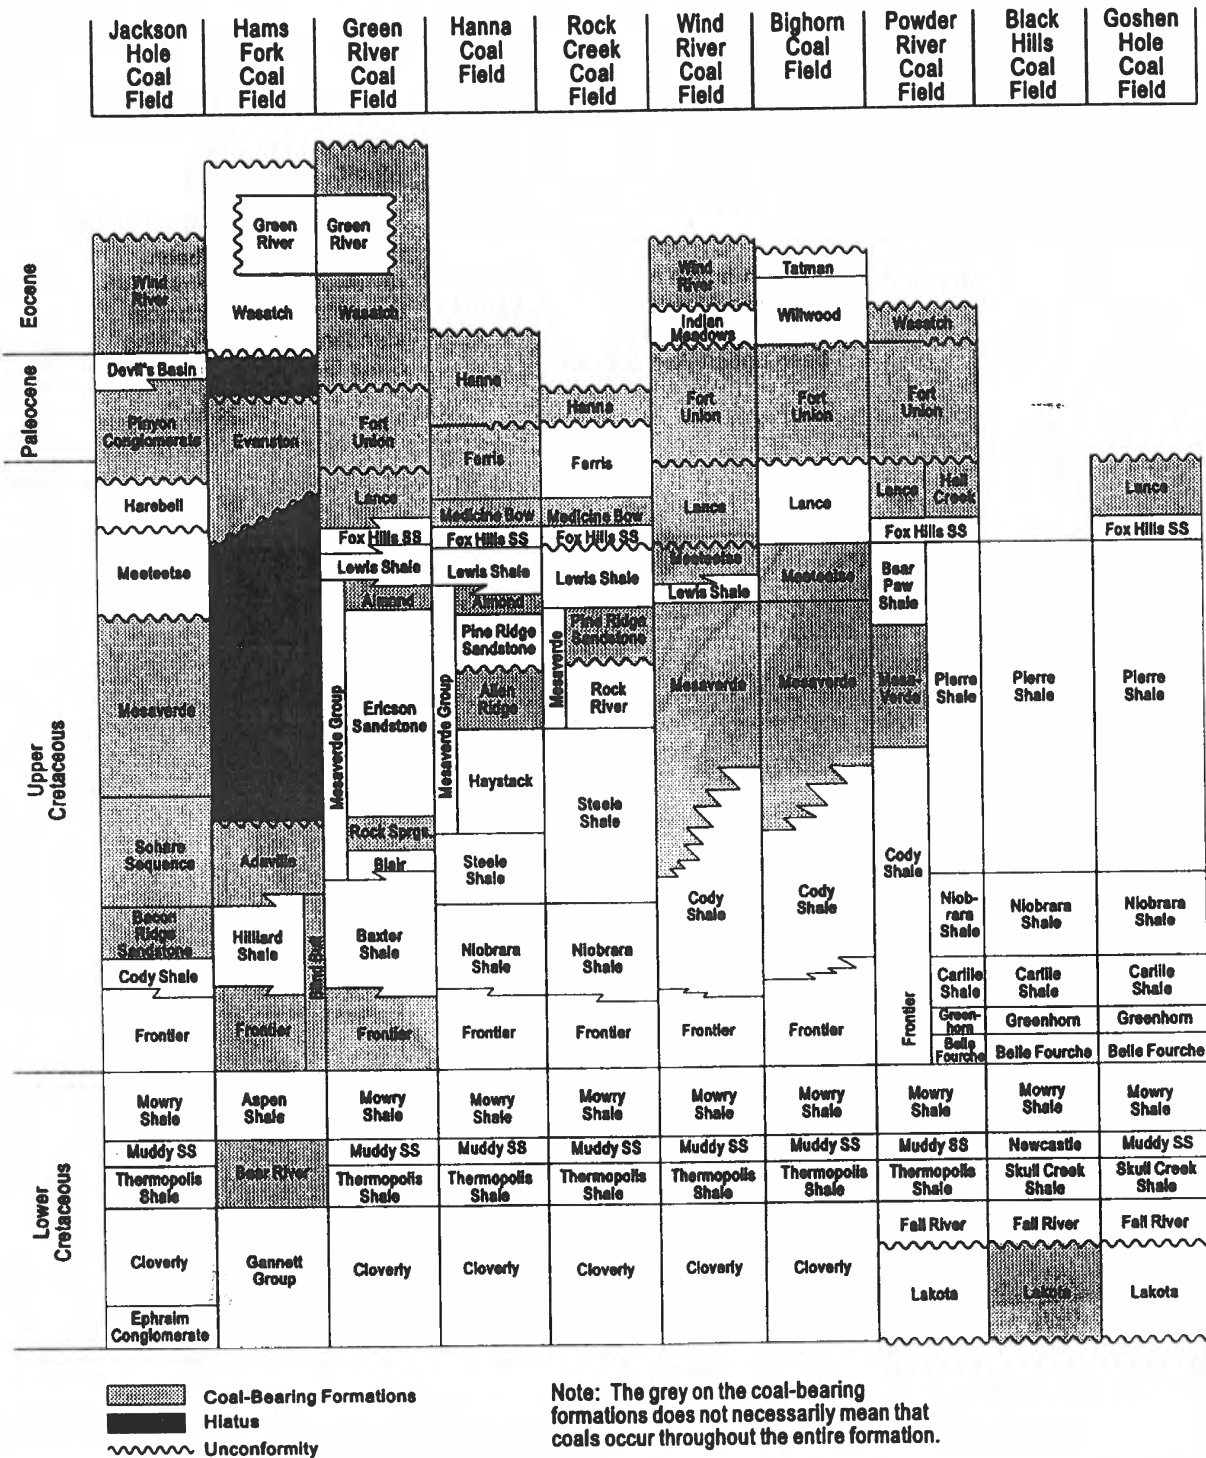 Jackson
Hole
Coal
Field
Hams
Fork
Coal
Field
Green
River
Coal
Field
Hanna
Coal
Field
Rock
Creek
Coal
Field
Wind
River
Coal
Field
Bighorn
Coal
Field
Powder
River
Coal
Field
Black
Hills
Coal
Field
Goshen
Hole
Coal
Field
Eocene
Paleocene
Upper
Cretaceous
Lower
Cretaceous
Wind
River
Devil's Basin
Pinyon
Conglomerate
Harebell
Meeteetse
Mesaverde
Sohare
Sequence
Bacon
Ridge
Sandstone
Cody Shale
Frontier
Mowry
Shale
Muddy SS
Thermopolis
Shale
Cloverly
Ephraim
Conglomerate
Green
River
Wasatch
Evanston
Adaville
Hilliard
Shale
Blind Bull
Frontier
Aspen
Shale
Bear River
Gannett
Group
Green
River
Wasatch
Fort
Union
Lance
Fox Hills SS
Lewis Shale
Almond
Mesaverde Group
Ericson
Sandstone
Rock Sprgs.
Blair
Baxter
Shale
Frontier
Mowry
Shale
Muddy SS
Thermopolis
Shale
Cloverly
Hanna
Ferris
Medicine Bow
Fox Hills SS
Lewis Shale
Almond
Mesaverde Group
Pine Ridge
Sandstone
Allen
Ridge
Haystack
Steele
Shale
Niobrara
Shale
Frontier
Mowry
Shale
Muddy SS
Thermopolis
Shale
Cloverly
Hanna
Ferris
Medicine Bow
Fox Hills SS
Lewis Shale
Mesaverde
Pine Ridge
Sandstone
Rock
River
Steele
Shale
Niobrara
Shale
Frontier
Mowry
Shale
Muddy SS
Thermopolis
Shale
Cloverly
Wind
River
Indian
Meadows
Fort
Union
Lance
Meeteetse
Lewis Shale
Mesaverde
Cody
Shale
Frontier
Mowry
Shale
Muddy SS
Thermopolis
Shale
Cloverly
Tatman
Willwood
Fort
Union
Lance
Meeteetse
Mesaverde
Cody
Shale
Frontier
Mowry
Shale
Muddy SS
Thermopolis
Shale
Cloverly
Wasatch
Fort
Union
Lance
Hell
Creek
Fox Hills SS
Bear
Paw
Shale
Mesa-
Verde
Pierre
Shale
Cody
Shale
Niob-
rara
Shale
Carlile
Shale
Frontier
Green-
horn
Belle
Fourche
Mowry
Shale
Muddy SS
Thermopolis
Shale
Fall River
Lakota
Pierre
Shale
Niobrara
Shale
Carlile
Shale
Greenhorn
Belle Fourche
Mowry
Shale
Newcastle
Skull Creek
Shale
Fall River
Lakota
Lance
Fox Hills SS
Pierre
Shale
Niobrara
Shale
Carlile
Shale
Greenhorn
Belle Fourche
Mowry
Shale
Muddy SS
Skull Creek
Shale
Fall River
Lakota
Coal-Bearing Formations
Hiatus
Unconformity
Note: The grey on the coal-bearing
formations does not necessarily mean that
coals occur throughout the entire formation.